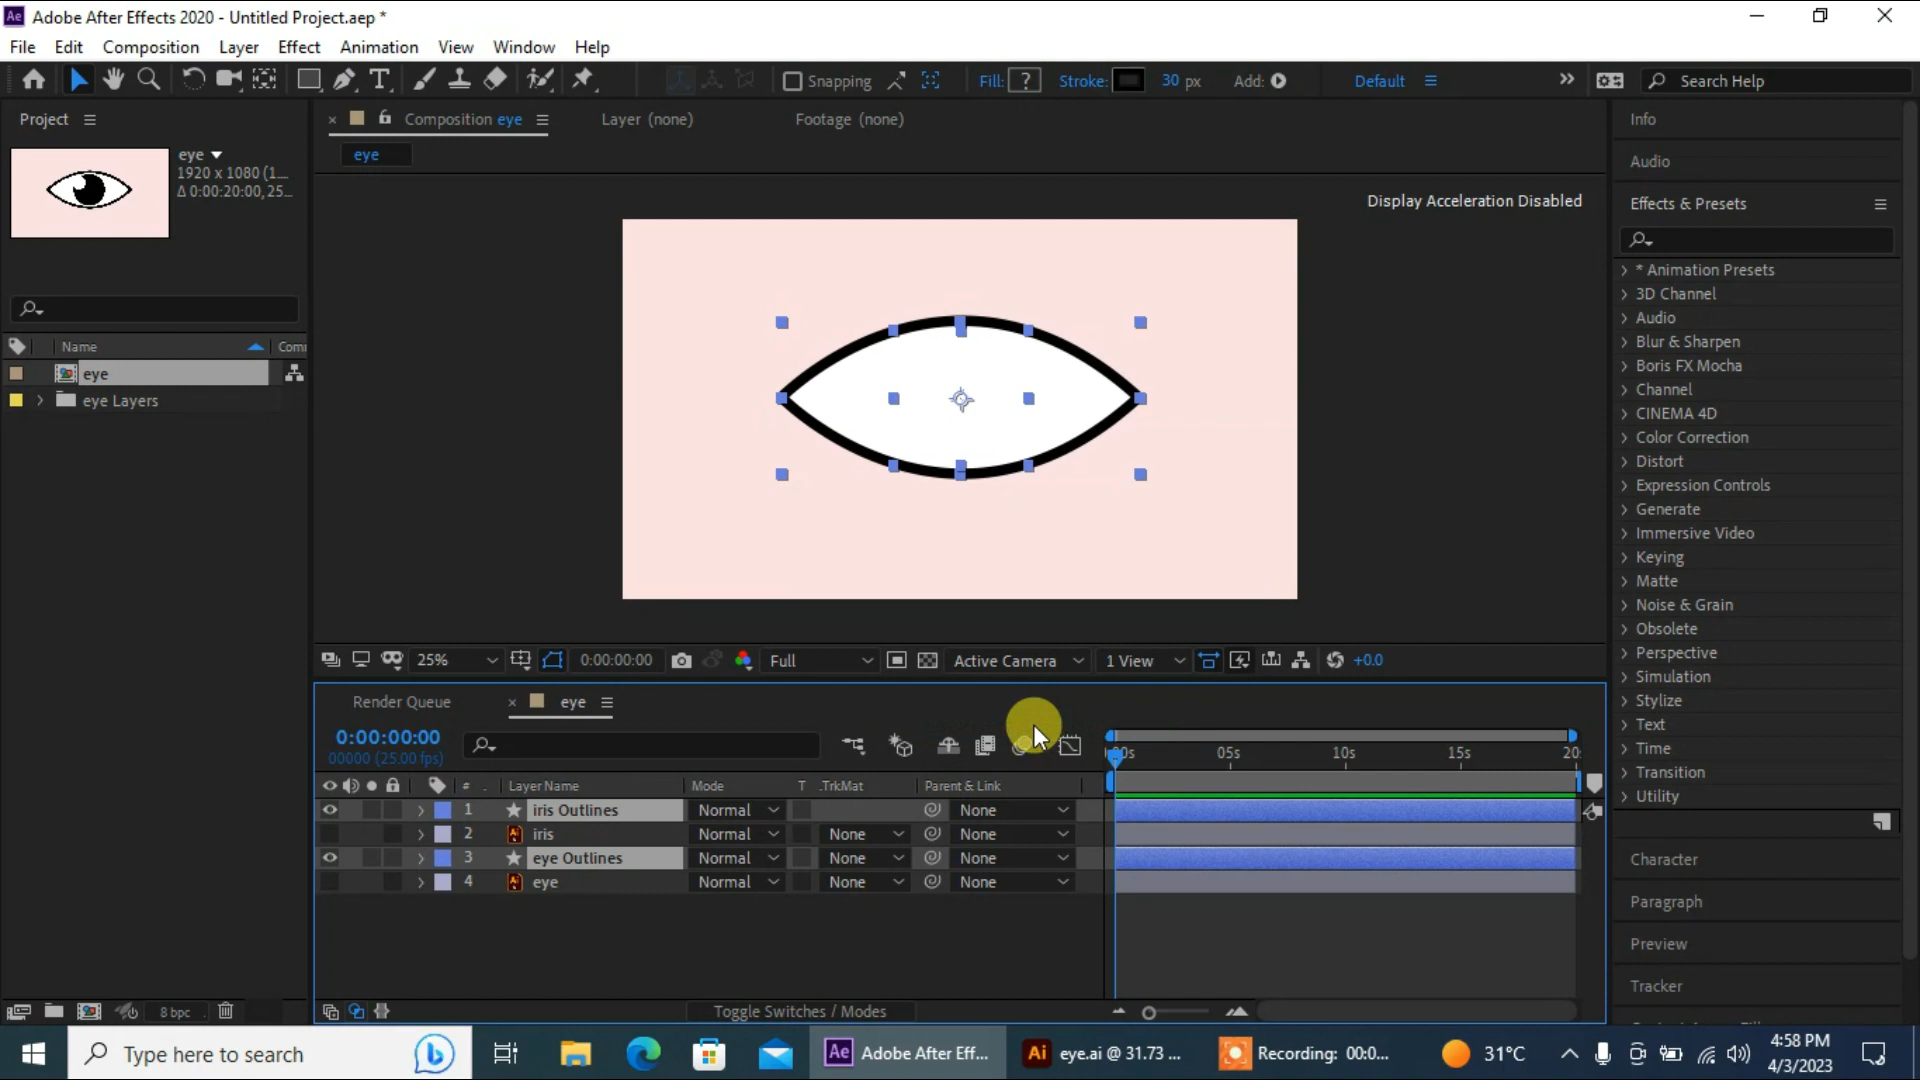 Ae Adobe After Effects 2020 - Untitled Project.aep *
File Edit Composition Layer Effect Animation View Window Help
T Snapping Fill: ? Stroke: 30 px Add: Default Search Help
Project
eye
1920 x 1080 (1...
Δ 0:00:20:00, 25...
Name
eye
eye Layers
8 bpc
× Composition eye Layer (none) Footage (none)
eye
Display Acceleration Disabled
25% 0:00:00:00 Full Active Camera 1 View +0.0
Render Queue × eye
0:00:00:00
00000 (25.00 fps)
05s 10s 15s
# Layer Name Mode T .TrkMat Parent & Link
1 iris Outlines Normal None
2 Ai iris Normal None None
3 eye Outlines Normal None None
4 Ai eye Normal None None
Toggle Switches / Modes
Info
Audio
Effects & Presets
* Animation Presets
3D Channel
Audio
Blur & Sharpen
Boris FX Mocha
Channel
CINEMA 4D
Color Correction
Distort
Expression Controls
Generate
Immersive Video
Keying
Matte
Noise & Grain
Obsolete
Perspective
Simulation
Stylize
Text
Time
Transition
Utility
Character
Paragraph
Preview
Tracker
Type here to search
Ae Adobe After Eff...
Ai eye.ai @ 31.73 ...
Recording: 00:0...
31°C
4:58 PM
4/3/2023